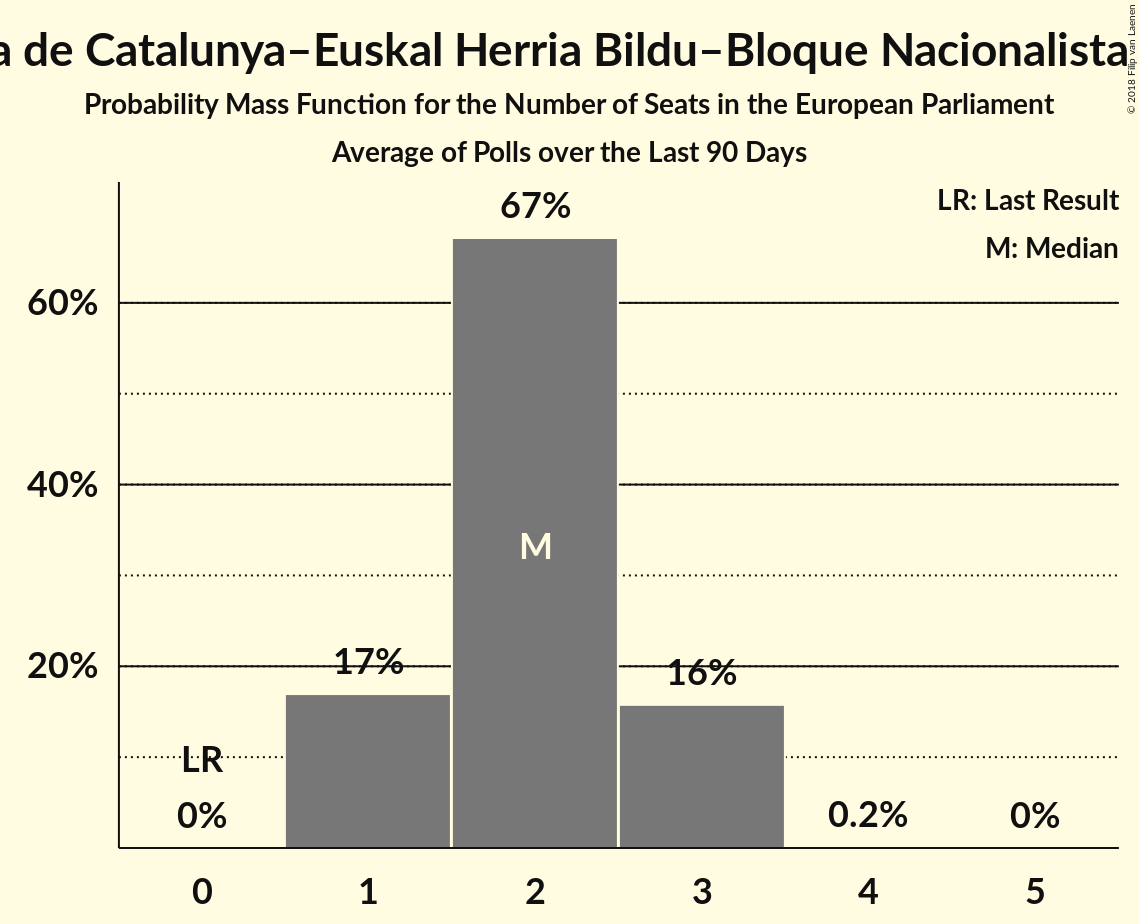 a de Catalunya–Euskal Herria Bildu–Bloque Nacionalista
Probability Mass Function for the Number of Seats in the European Parliament
Average of Polls over the Last 90 Days
© 2018 Filip van Laenen
LR: Last Result
M: Median
67%
60%
40%
M
20%
17%
16%
LR
0%
0.2%
0%
0 1 2 3 4 5